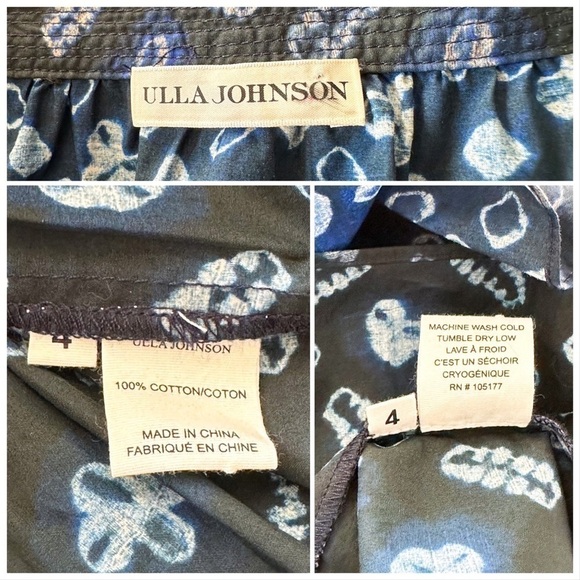 ULLA JOHNSON
4
ULLA JOHNSON
100% COTTON/COTON
MADE IN CHINA
FABRIQUÉ EN CHINE
MACHINE WASH COLD
TUMBLE DRY LOW
LAVE À FROID
C'EST UN SÉCHOIR
CRYOGÉNIQUE
RN # 105177
4